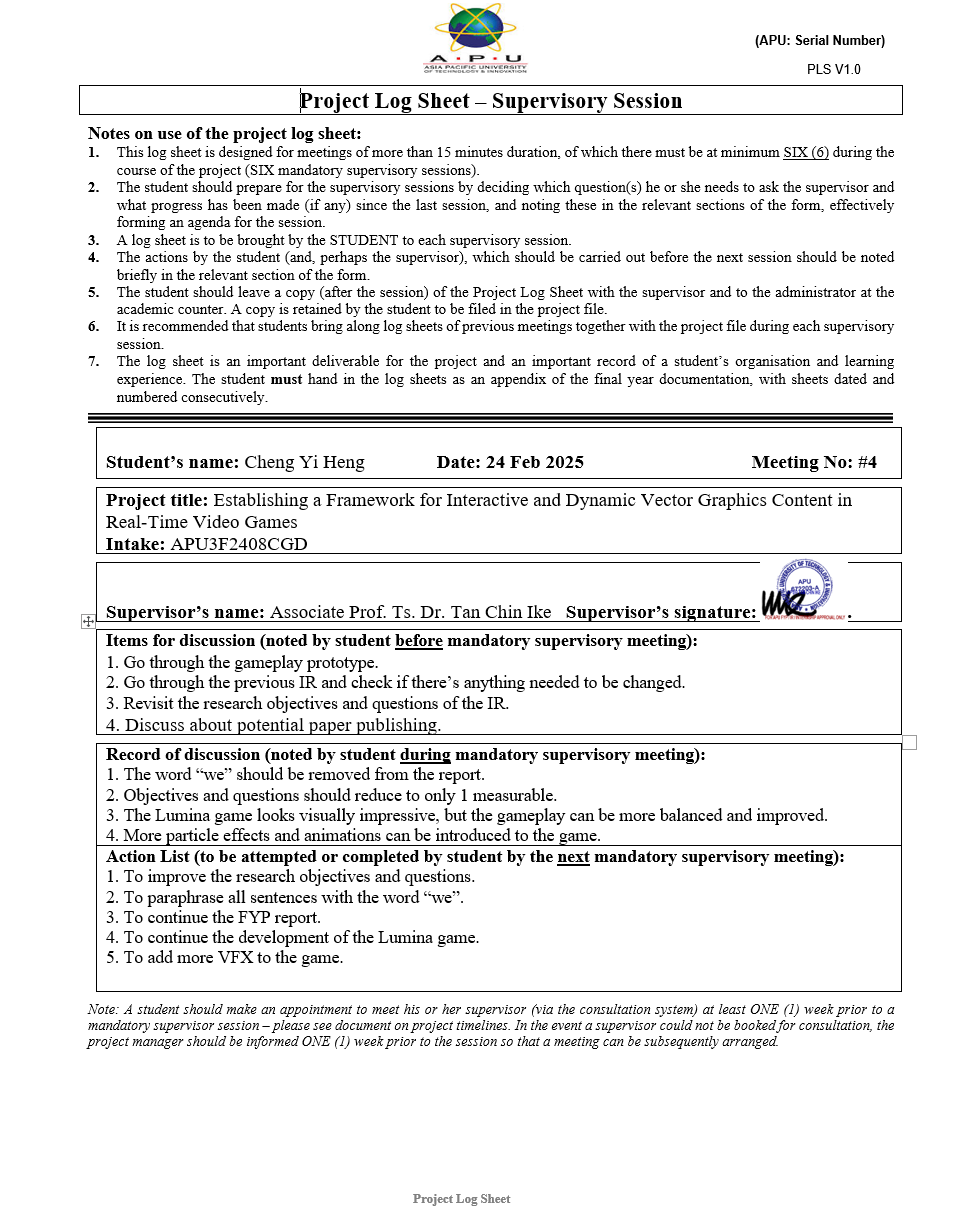 A • P • U
ASIA PACIFIC UNIVERSITY
OF TECHNOLOGY & INNOVATION
(APU: Serial Number)
PLS V1.0
Project Log Sheet – Supervisory Session
Notes on use of the project log sheet:
1. This log sheet is designed for meetings of more than 15 minutes duration, of which there must be at minimum SIX (6) during the
course of the project (SIX mandatory supervisory sessions).
2. The student should prepare for the supervisory sessions by deciding which question(s) he or she needs to ask the supervisor and
what progress has been made (if any) since the last session, and noting these in the relevant sections of the form, effectively
forming an agenda for the session.
3. A log sheet is to be brought by the STUDENT to each supervisory session.
4. The actions by the student (and, perhaps the supervisor), which should be carried out before the next session should be noted
briefly in the relevant section of the form.
5. The student should leave a copy (after the session) of the Project Log Sheet with the supervisor and to the administrator at the
academic counter. A copy is retained by the student to be filed in the project file.
6. It is recommended that students bring along log sheets of previous meetings together with the project file during each supervisory
session.
7. The log sheet is an important deliverable for the project and an important record of a student’s organisation and learning
experience. The student must hand in the log sheets as an appendix of the final year documentation, with sheets dated and
numbered consecutively.
Student’s name: Cheng Yi Heng Date: 24 Feb 2025 Meeting No: #4
Project title: Establishing a Framework for Interactive and Dynamic Vector Graphics Content in
Real-Time Video Games
Intake: APU3F2408CGD
APU
Supervisor’s name: Associate Prof. Ts. Dr. Tan Chin Ike Supervisor’s signature: .
Items for discussion (noted by student before mandatory supervisory meeting):
1. Go through the gameplay prototype.
2. Go through the previous IR and check if there’s anything needed to be changed.
3. Revisit the research objectives and questions of the IR.
4. Discuss about potential paper publishing.
Record of discussion (noted by student during mandatory supervisory meeting):
1. The word “we” should be removed from the report.
2. Objectives and questions should reduce to only 1 measurable.
3. The Lumina game looks visually impressive, but the gameplay can be more balanced and improved.
4. More particle effects and animations can be introduced to the game.
Action List (to be attempted or completed by student by the next mandatory supervisory meeting):
1. To improve the research objectives and questions.
2. To paraphrase all sentences with the word “we”.
3. To continue the FYP report.
4. To continue the development of the Lumina game.
5. To add more VFX to the game.
Note: A student should make an appointment to meet his or her supervisor (via the consultation system) at least ONE (1) week prior to a
mandatory supervisor session – please see document on project timelines. In the event a supervisor could not be booked for consultation, the
project manager should be informed ONE (1) week prior to the session so that a meeting can be subsequently arranged.
Project Log Sheet